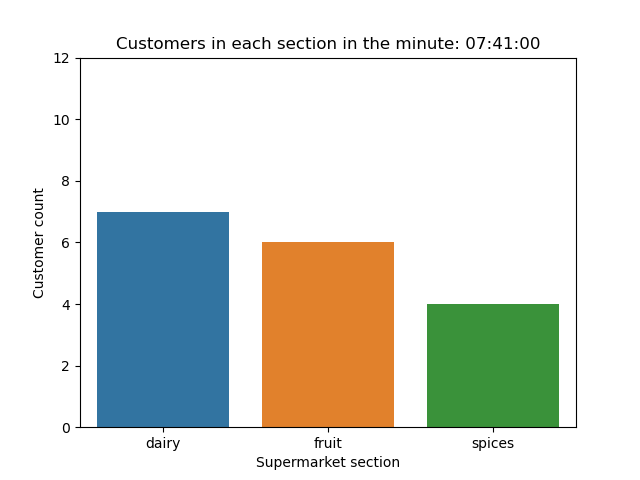 Customers in each section in the minute: 07:41:00
12
10
8
6
4
2
0
Customer count
dairy fruit spices
Supermarket section